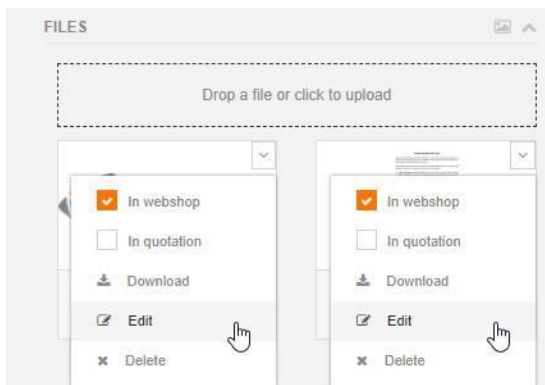 FILES
Drop a file or click to upload
In webshop
In quotation
Download
Edit
Delete
In webshop
In quotation
Download
Edit
Delete